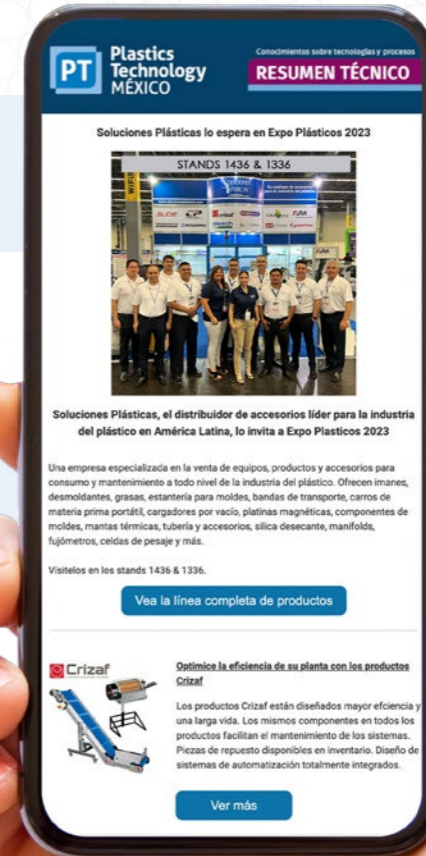 PT
Plastics
Technology
MÉXICO
Conocimientos sobre tecnologías y procesos
RESUMEN TÉCNICO
Soluciones Plásticas lo espera en Expo Plásticos 2023
STANDS 1436 & 1336
Soluciones Plásticas, el distribuidor de accesorios líder para la industria
del plástico en América Latina, lo invita a Expo Plasticos 2023
Una empresa especializada en la venta de equipos, productos y accesorios para
consumo y mantenimiento a todo nivel de la industria del plástico. Ofrecen imanes,
desmoldantes, grasas, estantería para moldes, bandas de transporte, carros de
materia prima portátil, cargadores por vacío, platinas magnéticas, componentes de
moldes, mantas térmicas, tubería y accesorios, silica desecante, manifolds,
fujómetros, celdas de pesaje y más.
Visítelos en los stands 1436 & 1336.
Vea la línea completa de productos
Crizaf
Optimice la eficiencia de su planta con los productos
Crizaf
Los productos Crizaf están diseñados mayor efciencia y
una larga vida. Los mismos componentes en todos los
productos facilitan el mantenimiento de los sistemas.
Piezas de repuesto disponibles en inventario. Diseño de
sistemas de automatización totalmente integrados.
Ver más